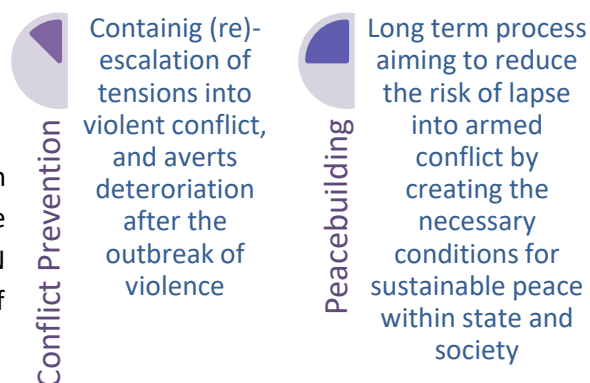 Conflict Prevention
Containig (re)-
escalation of
tensions into
violent conflict,
and averts
deteroriation
after the
outbreak of
violence
Peacebuilding
Long term process
aiming to reduce
the risk of lapse
into armed
conflict by
creating the
necessary
conditions for
sustainable peace
within state and
society